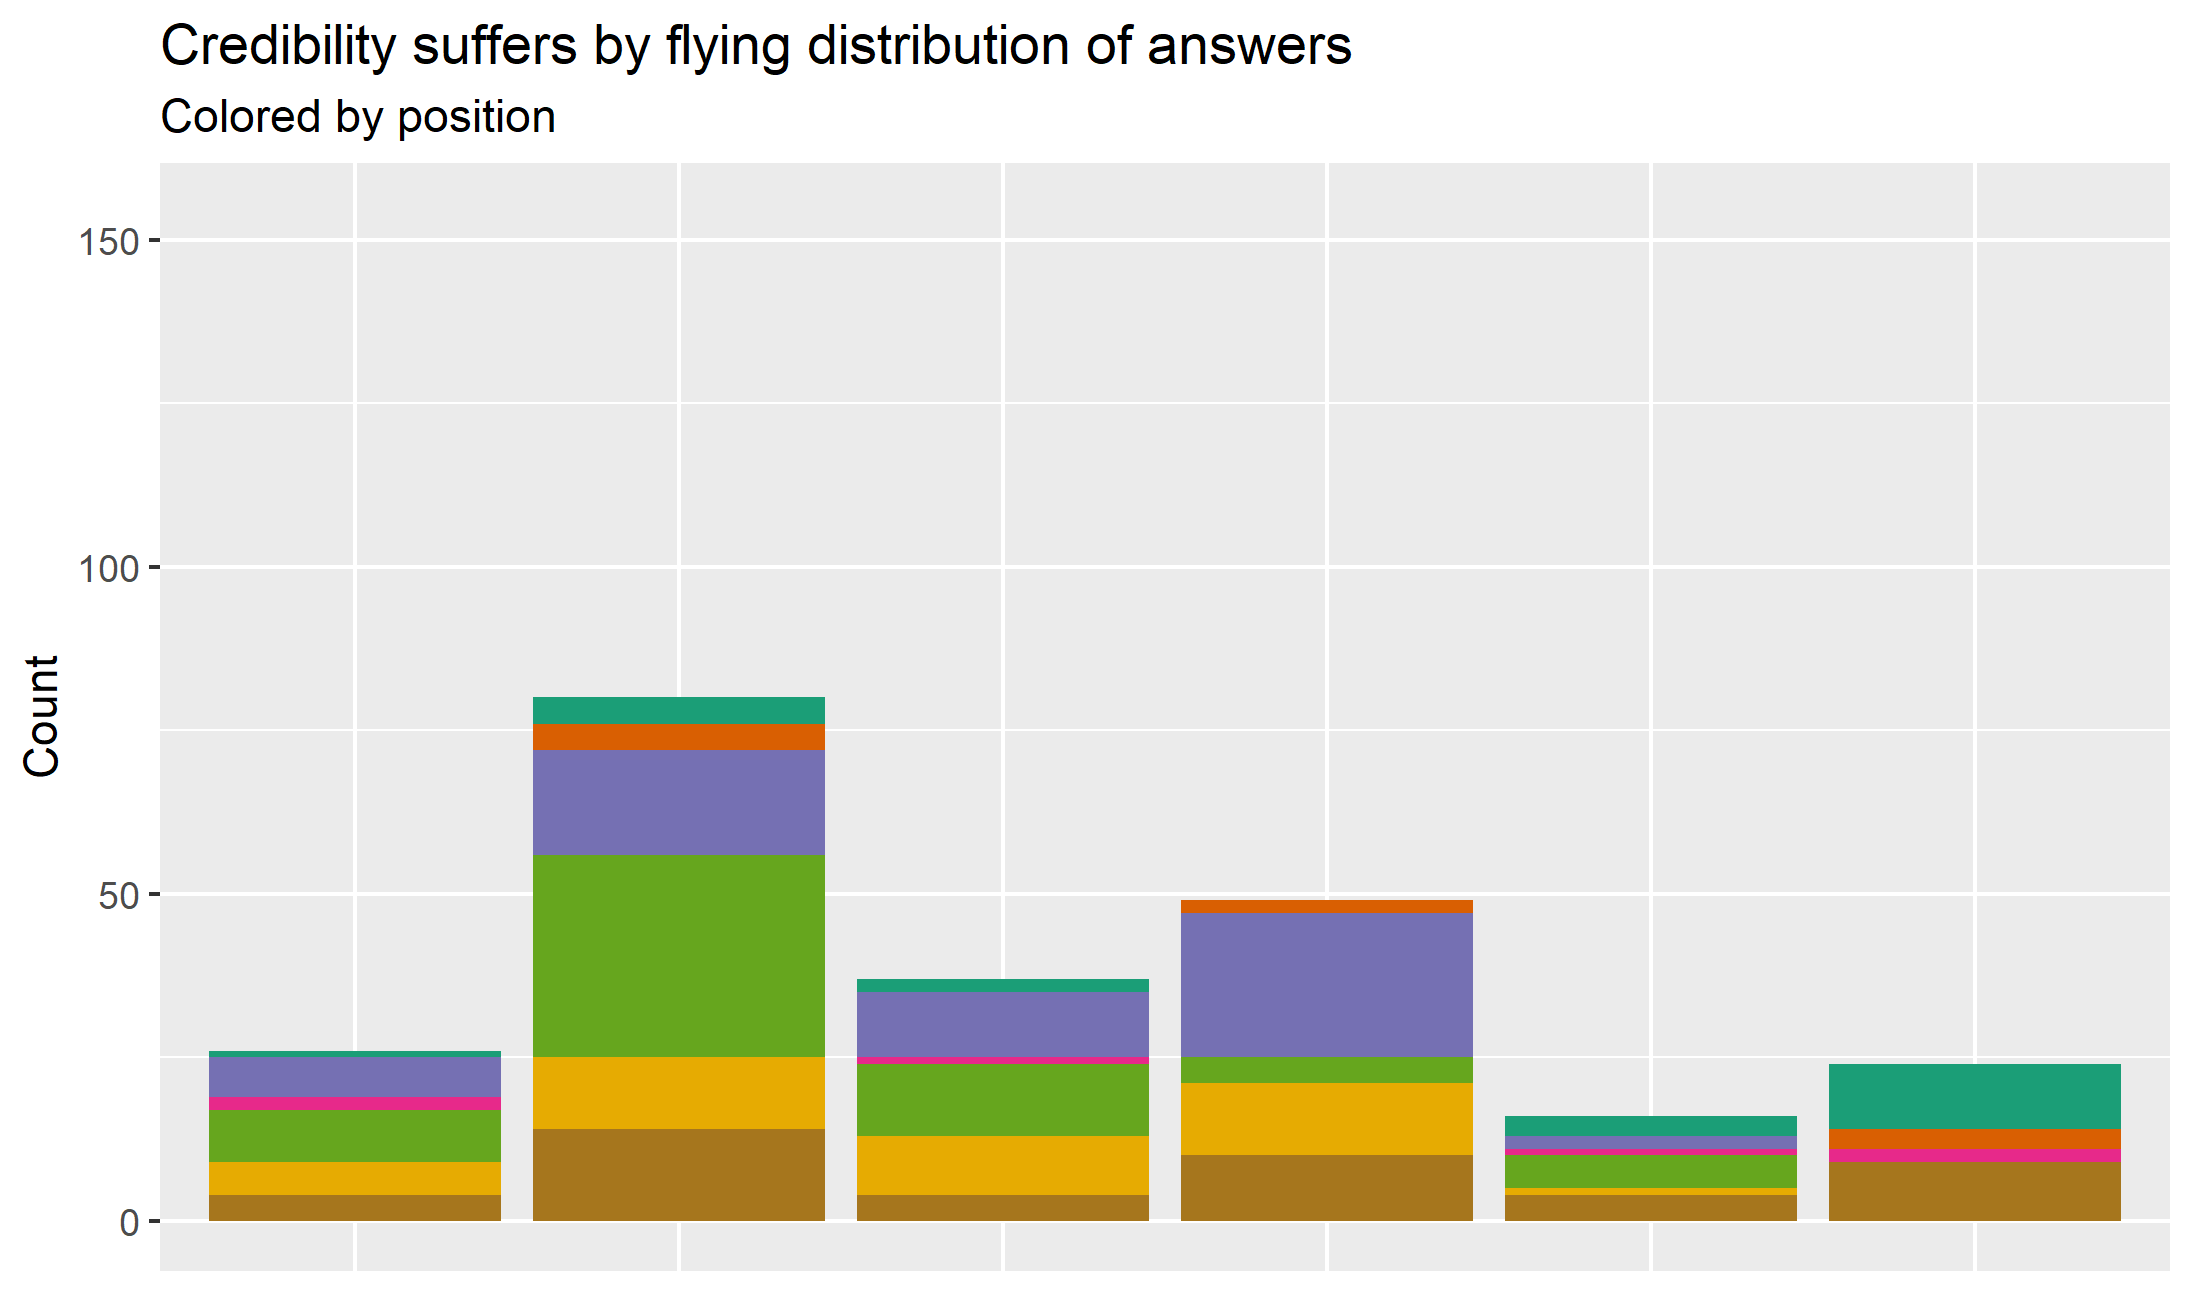 Credibility suffers by flying distribution of answers
Colored by position
150
100
50
0
Count